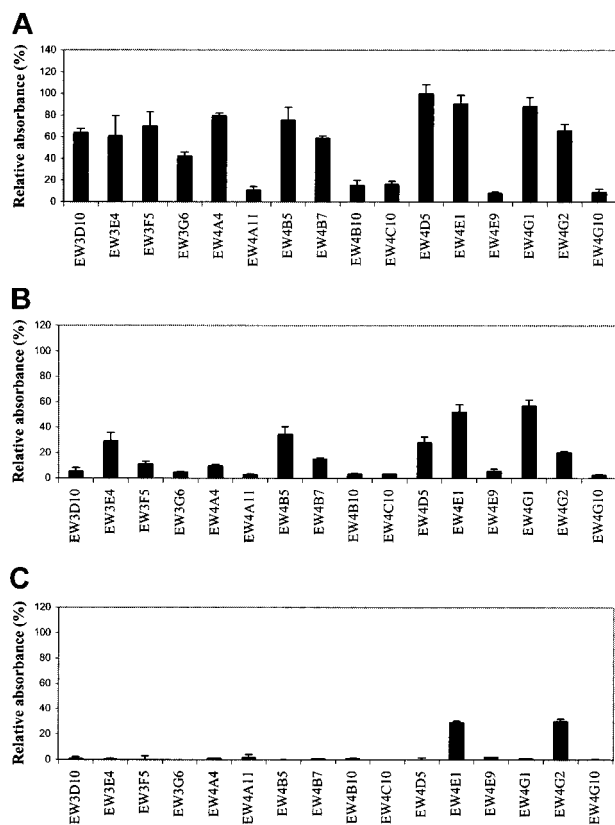 A
Relative absorbance (%)
140
120
100
80
60
40
20
0
EW3D10
EW3E4
EW3F5
EW3G6
EW4A4
EW4A11
EW4B5
EW4B7
EW4B10
EW4C10
EW4D5
EW4E1
EW4E9
EW4G1
EW4G2
EW4G10
B
Relative absorbance (%)
120
100
80
60
40
20
0
EW3D10
EW3E4
EW3F5
EW3G6
EW4A4
EW4A11
EW4B5
EW4B7
EW4B10
EW4C10
EW4D5
EW4E1
EW4E9
EW4G1
EW4G2
EW4G10
C
Relative absorbance (%)
120
100
80
60
40
20
0
EW3D10
EW3E4
EW3F5
EW3G6
EW4A4
EW4A11
EW4B5
EW4B7
EW4B10
EW4C10
EW4D5
EW4E1
EW4E9
EW4G1
EW4G2
EW4G10